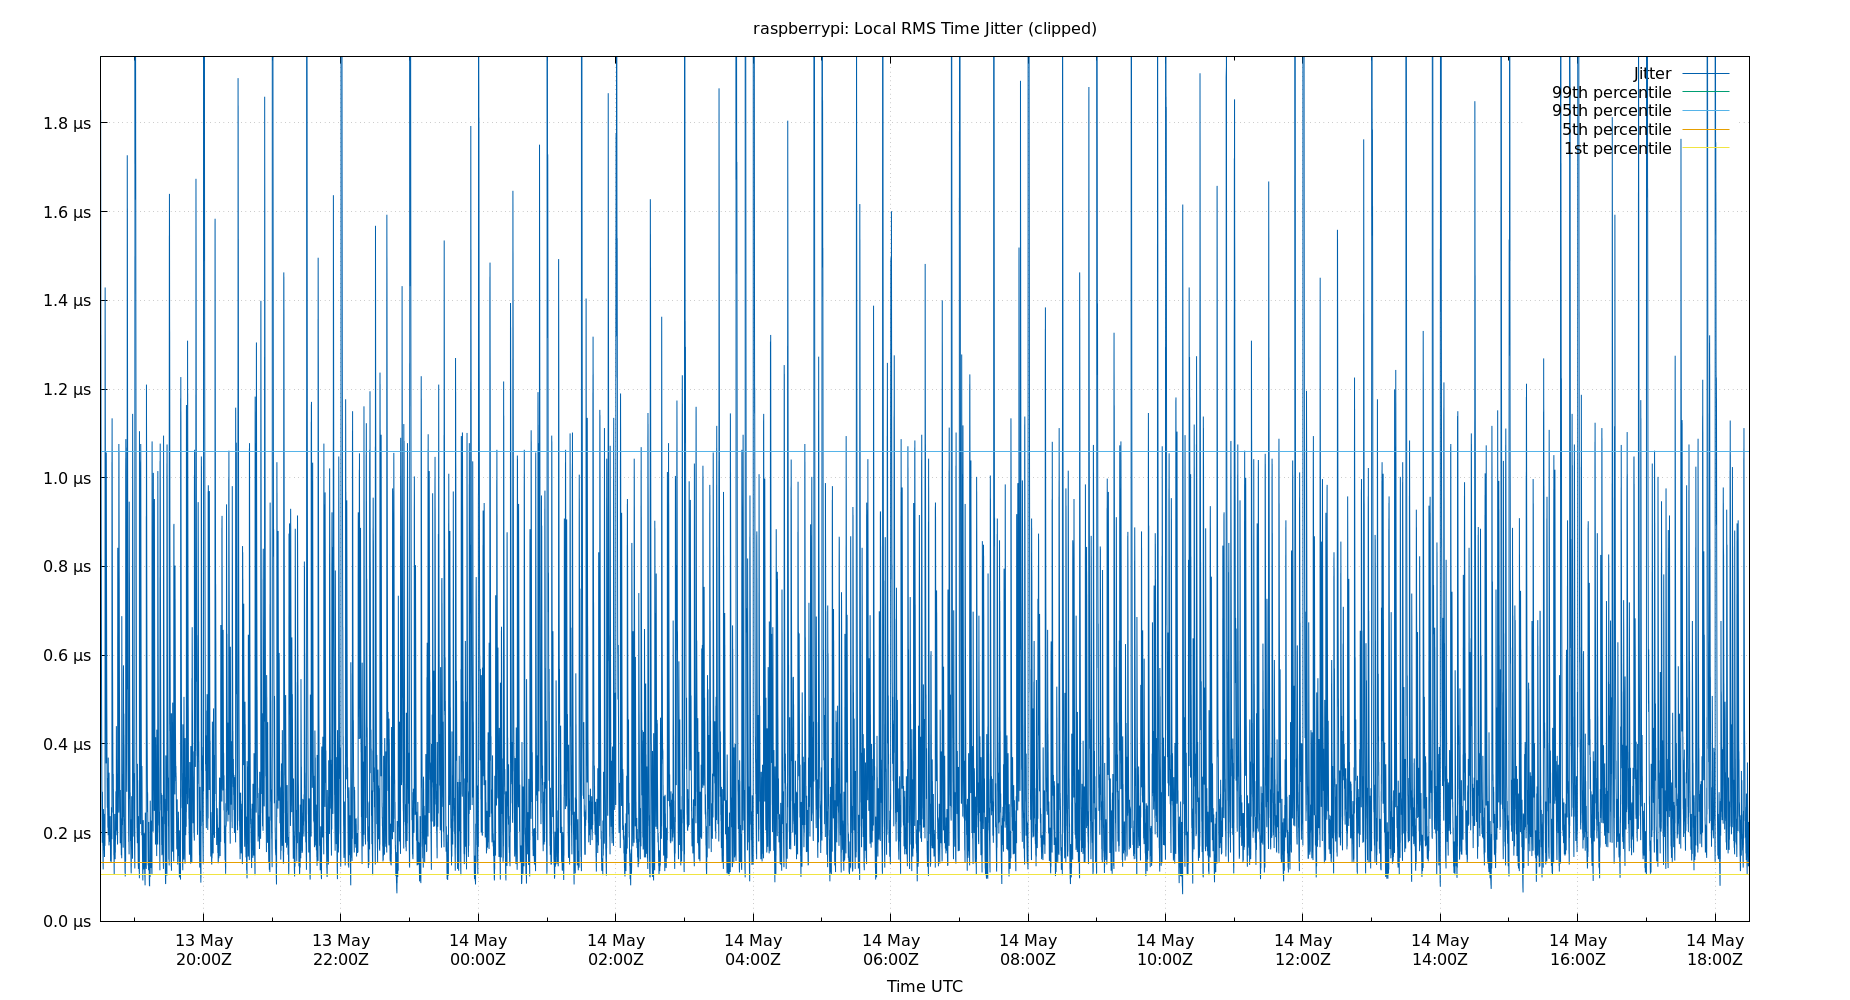 raspberrypi: Local RMS Time Jitter (clipped)
Jitter
99th percentile
95th percentile
5th percentile
1st percentile
1.8 μs
1.6 μs
1.4 μs
1.2 μs
1.0 μs
0.8 μs
0.6 μs
0.4 μs
0.2 μs
0.0 μs
13 May 13 May 14 May 14 May 14 May 14 May 14 May 14 May 14 May 14 May 14 May 14 May
20:00Z 22:00Z 00:00Z 02:00Z 04:00Z 06:00Z 08:00Z 10:00Z 12:00Z 14:00Z 16:00Z 18:00Z
Time UTC